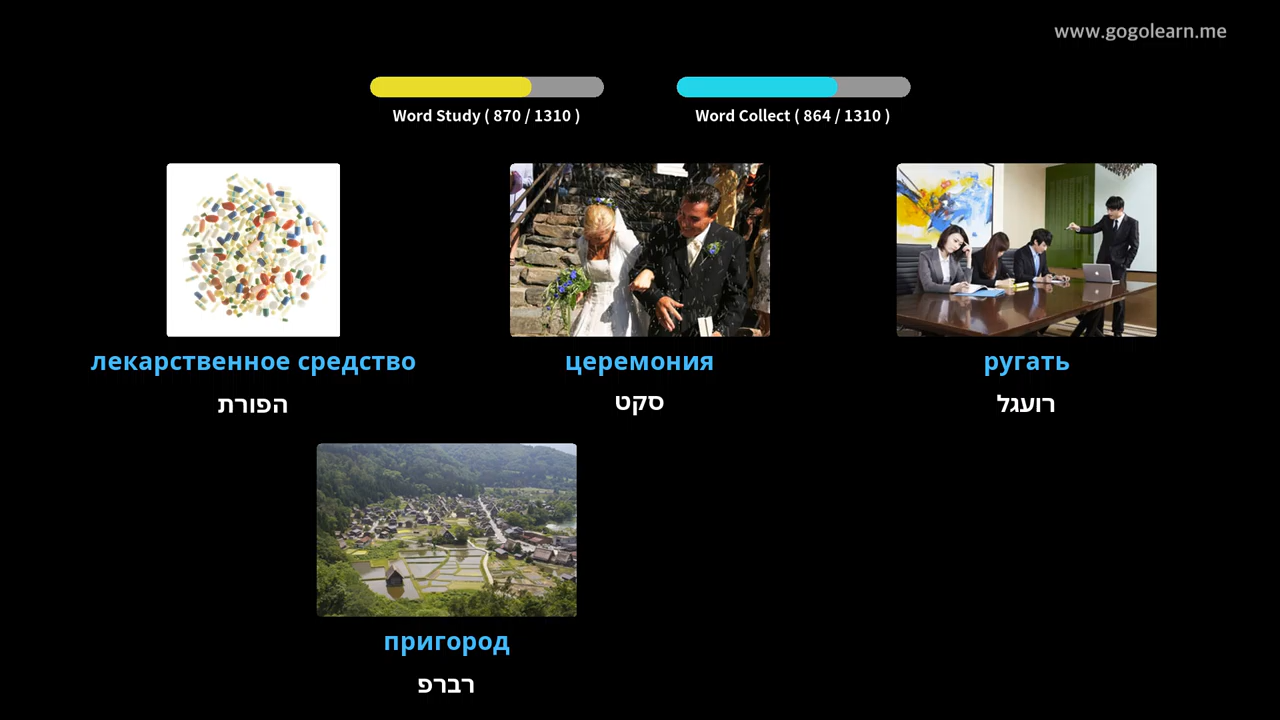 www.gogolearn.me
Word Study ( 870 / 1310 )
Word Collect ( 864 / 1310 )
лекарственное средство
הפורת
церемония
סקט
ругать
רועגל
пригород
רברפ